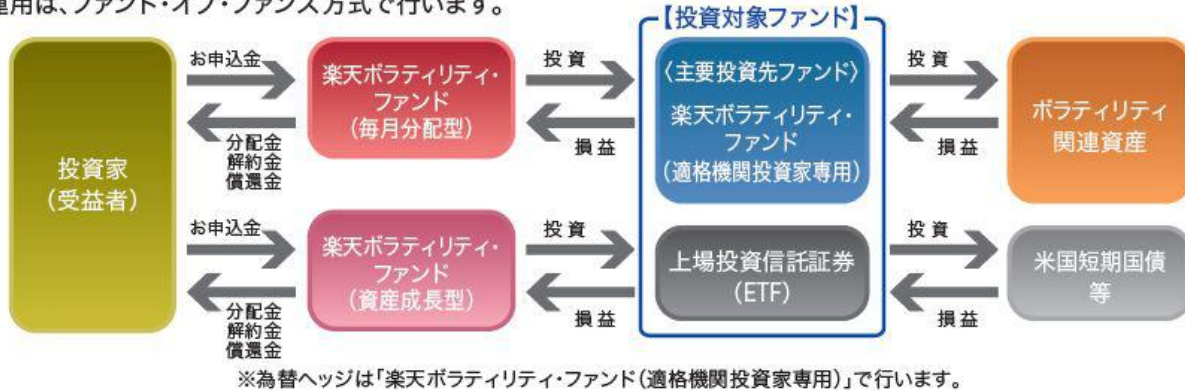 運用は、ファンド・オブ・ファンズ方式で行います。
【投資対象ファンド】
投資家
(受益者)
お申込金
分配金
解約金
償還金
楽天ボラティリティ・
ファンド
(毎月分配型)
投資
損益
〈主要投資先ファンド〉
楽天ボラティリティ・
ファンド
(適格機関投資家専用)
投資
損益
ボラティリティ
関連資産
お申込金
分配金
解約金
償還金
楽天ボラティリティ・
ファンド
(資産成長型)
投資
損益
上場投資信託証券
(ETF)
投資
損益
米国短期国債
等
※為替ヘッジは「楽天ボラティリティ・ファンド(適格機関投資家専用)」で行います。